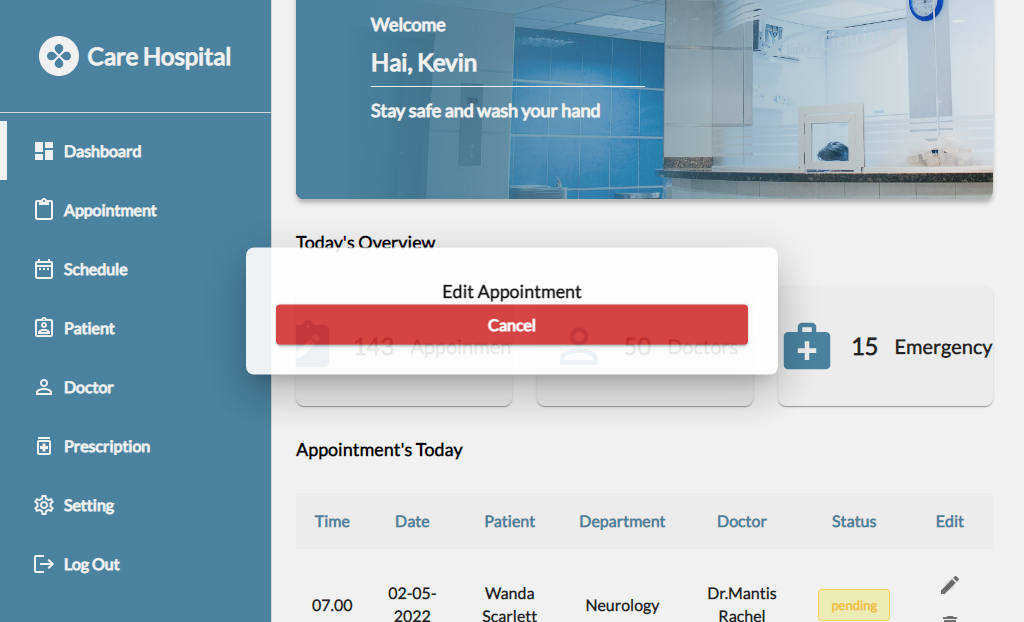 Care Hospital
Dashboard
Appointment
Schedule
Patient
Doctor
Prescription
Setting
Log Out
Welcome
Hai, Kevin
Stay safe and wash your hand
Today's Overview
Edit Appointment
Cancel
143 Appoinmen
50 Doctors
15 Emergency
Appointment's Today
Time Date Patient Department Doctor Status Edit
07.00 02-05-2022 Wanda Scarlett Neurology Dr.Mantis Rachel pending